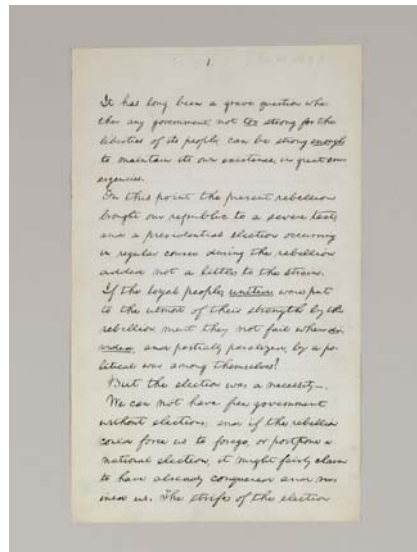 1.
It has long been a grave question whe
ther any government, not too strong for the
liberties of its people, can be strong enough
to maintain its own existence, in great em
ergencies.
On this point the present rebellion
brought our republic to a severe test;
and a presidential election occurring
in regular course during the rebellion
added not a little to the strain.
If the loyal people, united, were put
to the utmost of their strength by the
rebellion, must they not fail when di
vided, and partially paralized, by a po
litical war among themselves?
But the election was a necessity—.
We can not have free government
without elections; and if the rebellion
could force us to forego, or postpone a
national election, it might fairly claim
to have already conquered and ru
ined us. The strife of the election